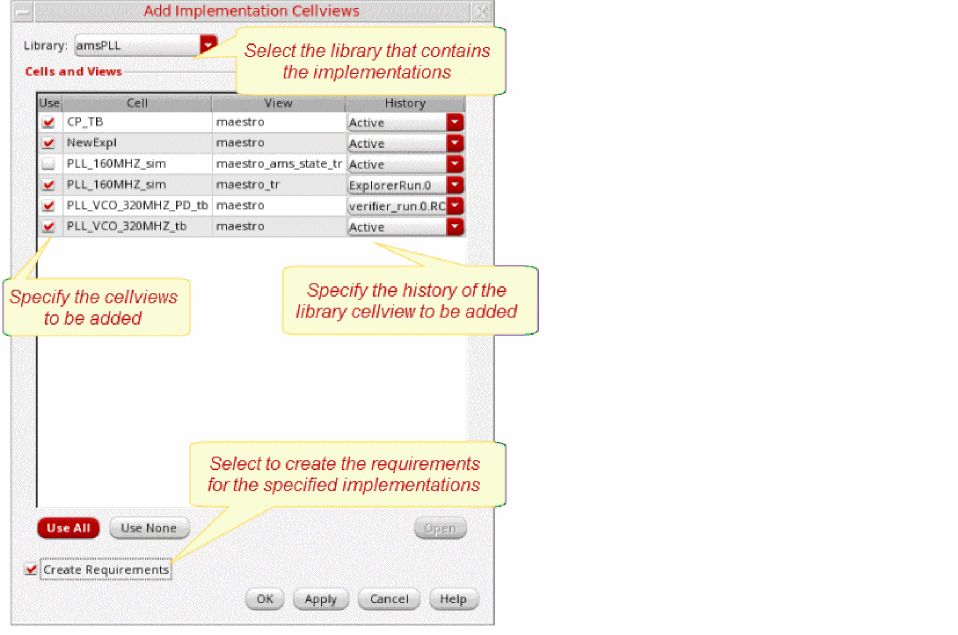 Add Implementation Cellviews
Library: amsPLL
Select the library that contains
the implementations
Cells and Views
Use Cell View History
CP_TB maestro Active
NewExpl maestro Active
PLL_160MHZ_sim maestro_ams_state_tr Active
PLL_160MHZ_sim maestro_tr ExplorerRun.0
PLL_VCO_320MHZ_PD_tb maestro verifier_run.0.RO
PLL_VCO_320MHZ_tb maestro Active
Specify the cellviews
to be added
Specify the history of the
library cellview to be added
Select to create the requirements
for the specified implementations
Use All Use None Open
Create Requirements
OK Apply Cancel Help